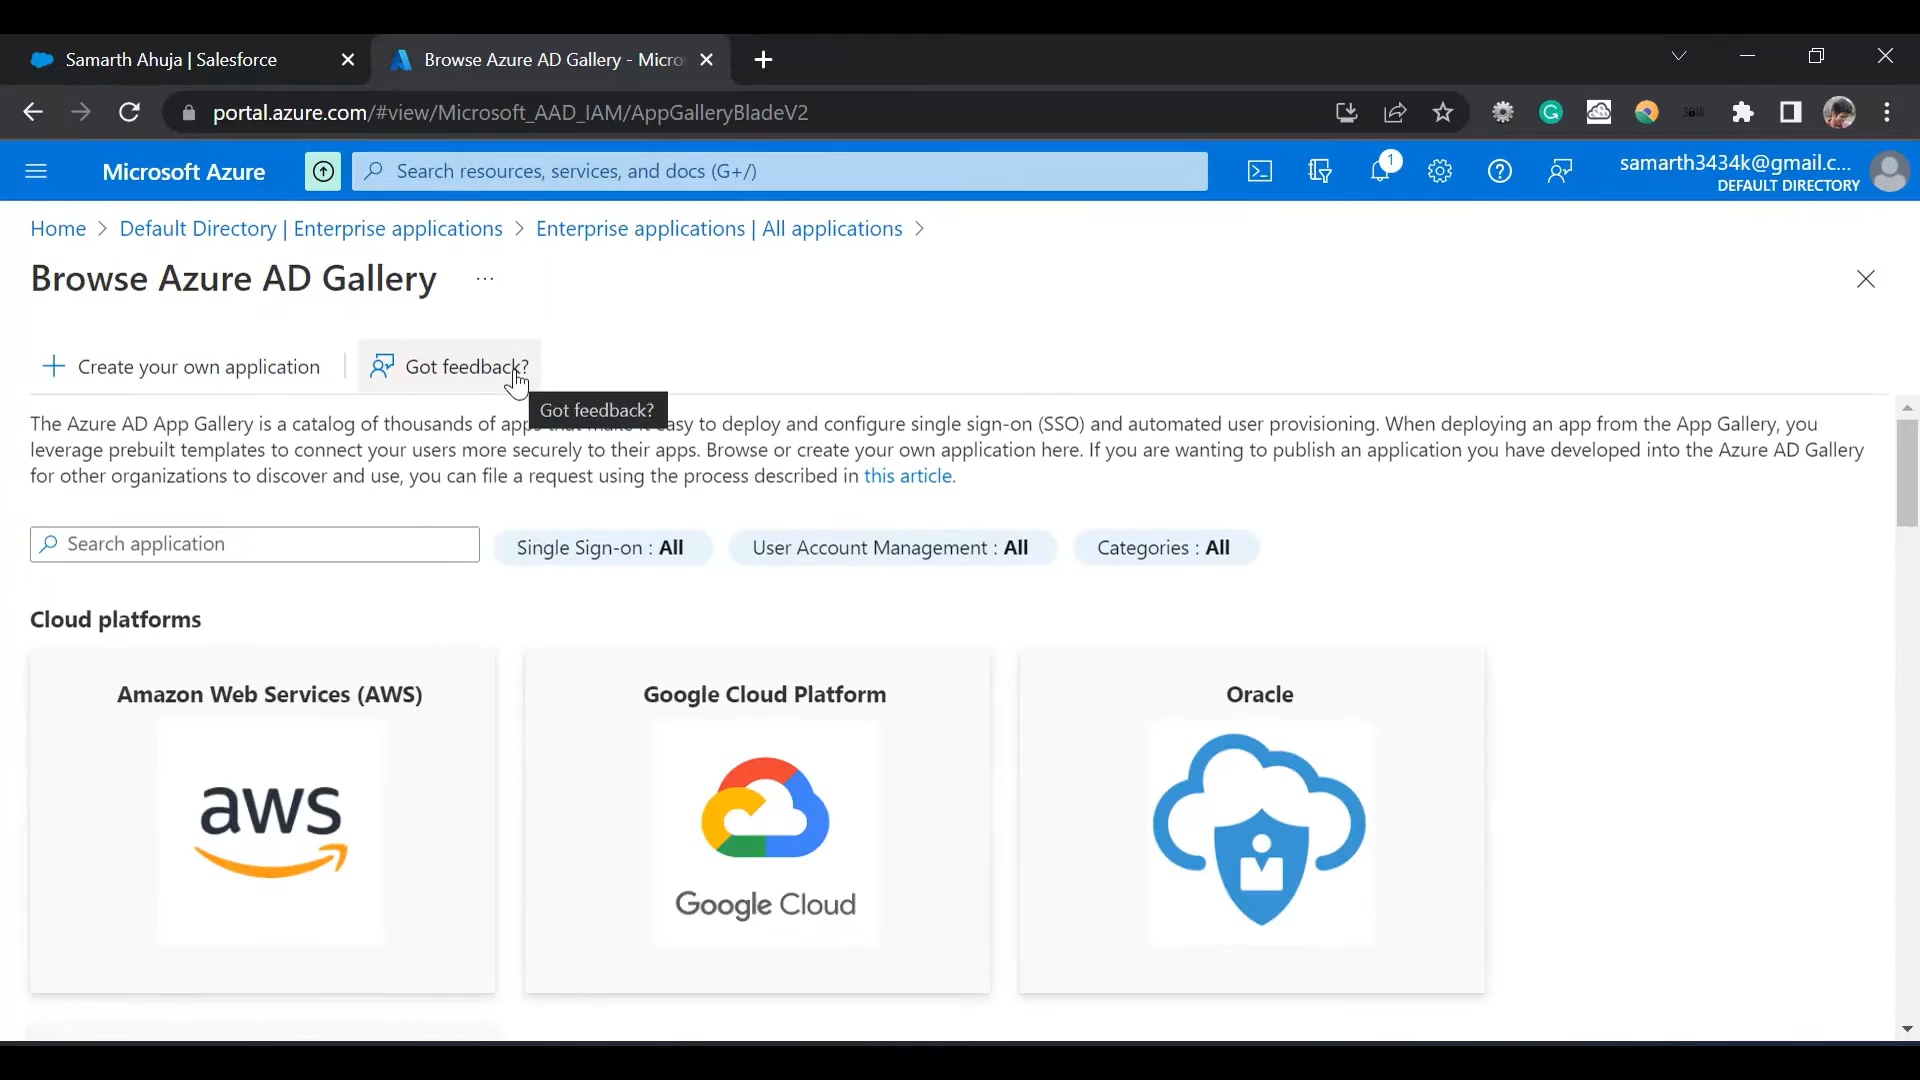 Samarth Ahuja | Salesforce
Browse Azure AD Gallery - Micro
portal.azure.com/#view/Microsoft_AAD_IAM/AppGalleryBladeV2
Microsoft Azure
Search resources, services, and docs (G+/)
1
samarth3434k@gmail.c...
DEFAULT DIRECTORY
Home > Default Directory | Enterprise applications > Enterprise applications | All applications >
Browse Azure AD Gallery ...
Create your own application
Got feedback?
Got feedback?
The Azure AD App Gallery is a catalog of thousands of apps that make it easy to deploy and configure single sign-on (SSO) and automated user provisioning. When deploying an app from the App Gallery, you
leverage prebuilt templates to connect your users more securely to their apps. Browse or create your own application here. If you are wanting to publish an application you have developed into the Azure AD Gallery
for other organizations to discover and use, you can file a request using the process described in this article.
Search application
Single Sign-on : All
User Account Management : All
Categories : All
Cloud platforms
Amazon Web Services (AWS)
Google Cloud Platform
Oracle
aws
Google Cloud